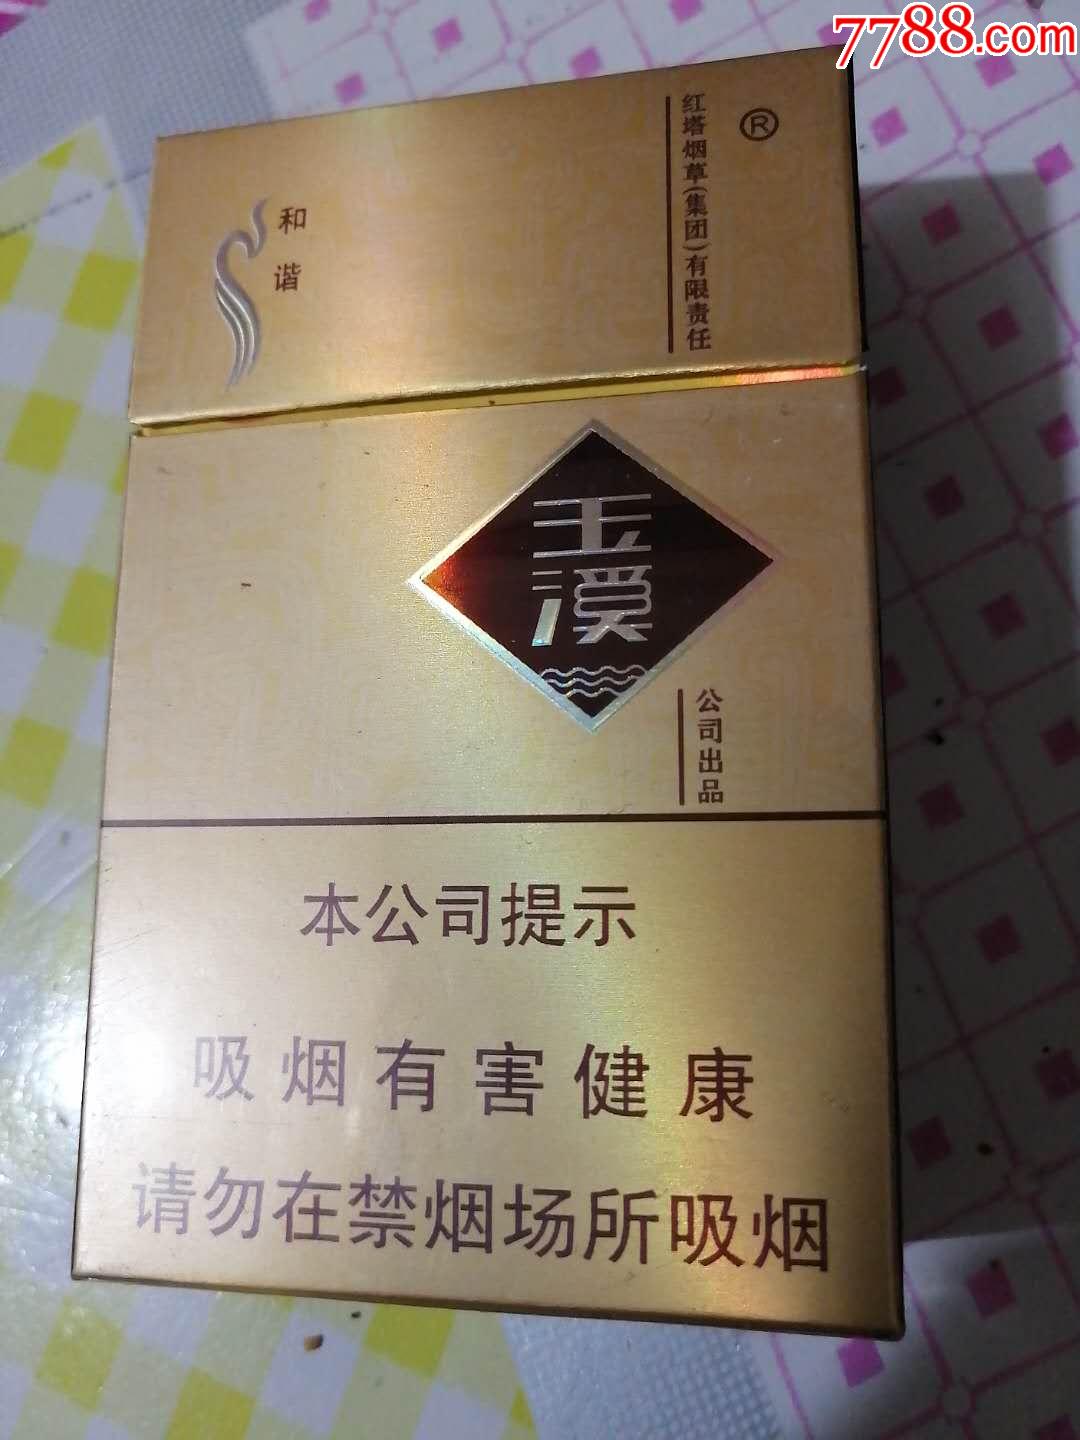 7788.com
红塔烟草(集团)有限责任
®
和谐
玉溪
公司出品
本公司提示
吸烟有害健康
请勿在禁烟场所吸烟